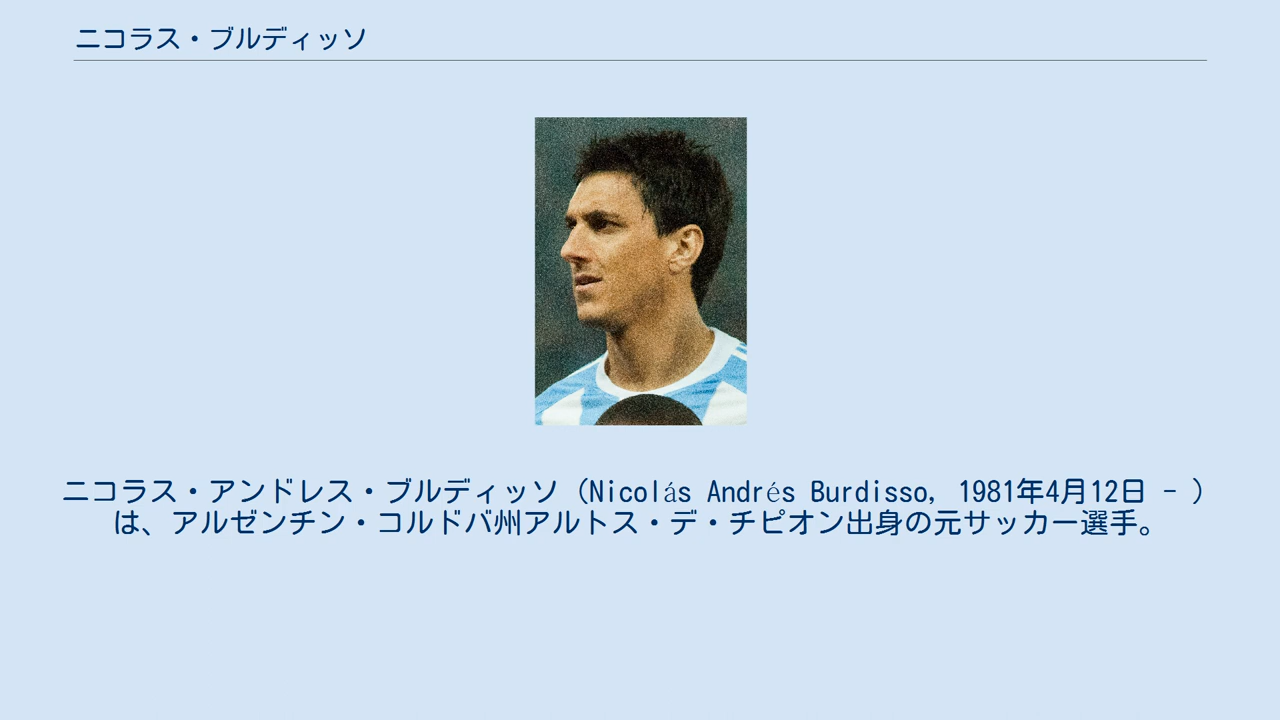 ニコラス・ブルディッソ
ニコラス・アンドレス・ブルディッソ（Nicolás Andrés Burdisso, 1981年4月12日 - ）
は、アルゼンチン・コルドバ州アルトス・デ・チピオン出身の元サッカー選手。